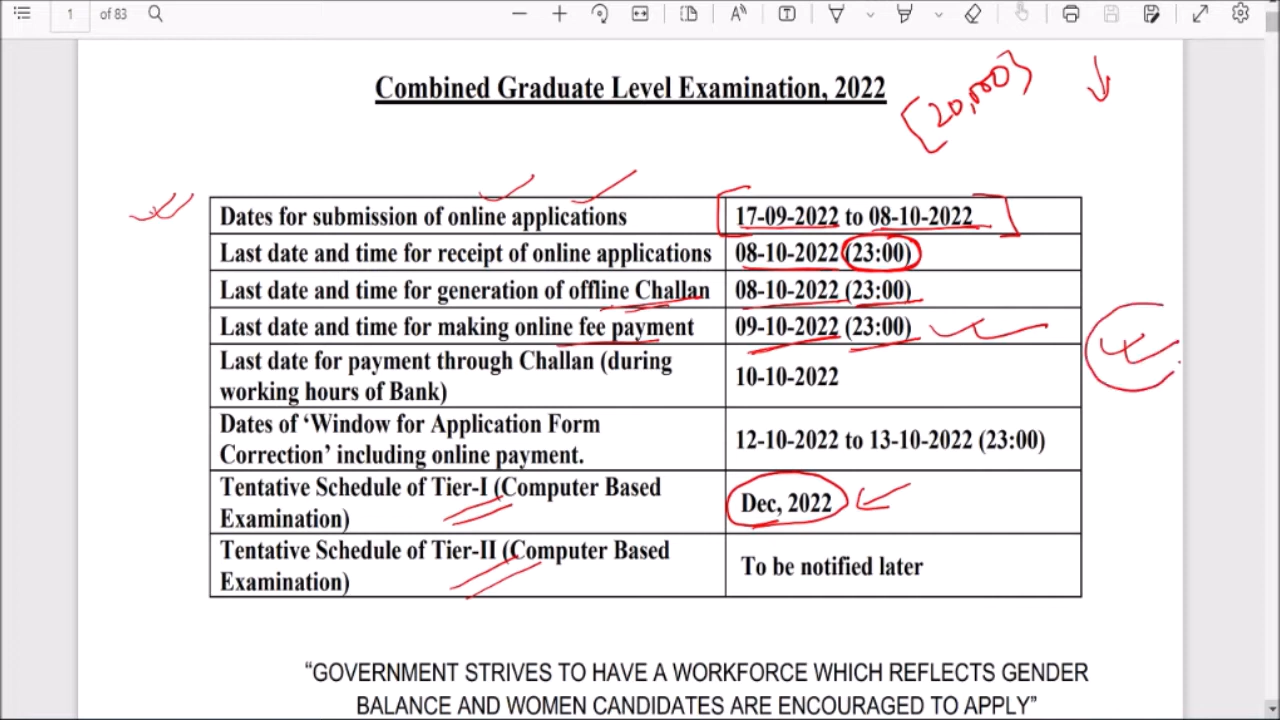 1 of 83
Combined Graduate Level Examination, 2022
[20,000}
Dates for submission of online applications 17-09-2022 to 08-10-2022
Last date and time for receipt of online applications 08-10-2022 (23:00)
Last date and time for generation of offline Challan 08-10-2022 (23:00)
Last date and time for making online fee payment 09-10-2022 (23:00)
Last date for payment through Challan (during
working hours of Bank) 10-10-2022
Dates of ‘Window for Application Form
Correction’ including online payment. 12-10-2022 to 13-10-2022 (23:00)
Tentative Schedule of Tier-I (Computer Based
Examination) Dec, 2022
Tentative Schedule of Tier-II (Computer Based
Examination) To be notified later
“GOVERNMENT STRIVES TO HAVE A WORKFORCE WHICH REFLECTS GENDER
BALANCE AND WOMEN CANDIDATES ARE ENCOURAGED TO APPLY”